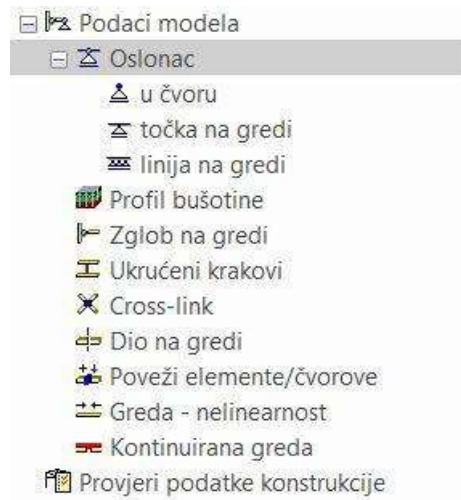 Podaci modela
Oslonac
u čvoru
točka na gredi
linija na gredi
Profil bušotine
Zglob na gredi
Ukrućeni krakovi
Cross-link
Dio na gredi
Poveži elemente/čvorove
Greda - nelinearnost
Kontinuirana greda
Provjeri podatke konstrukcije